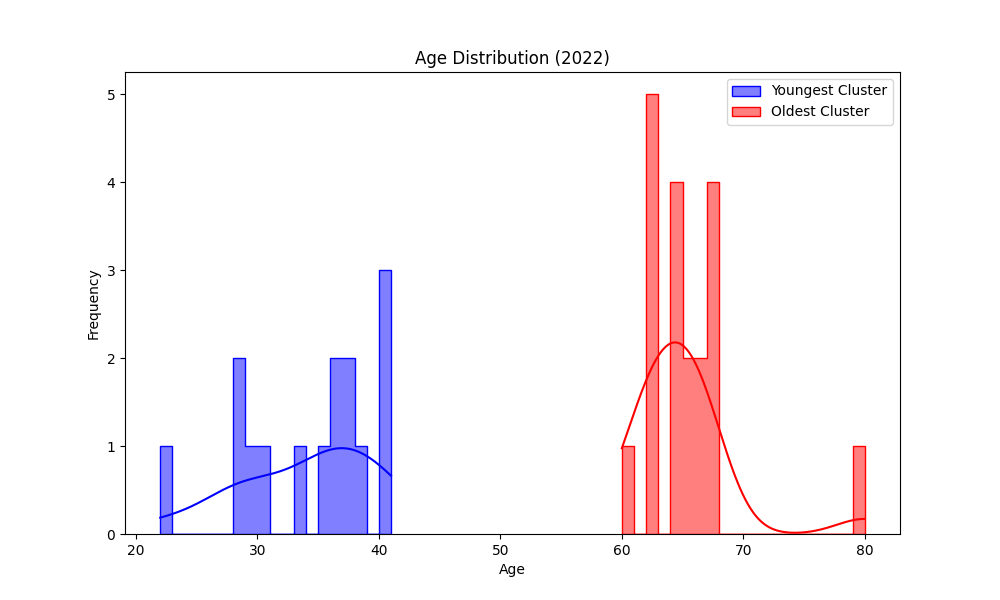 Age Distribution (2022)
Youngest Cluster
Oldest Cluster
5
4
3
2
1
0
Frequency
20 30 40 50 60 70 80
Age